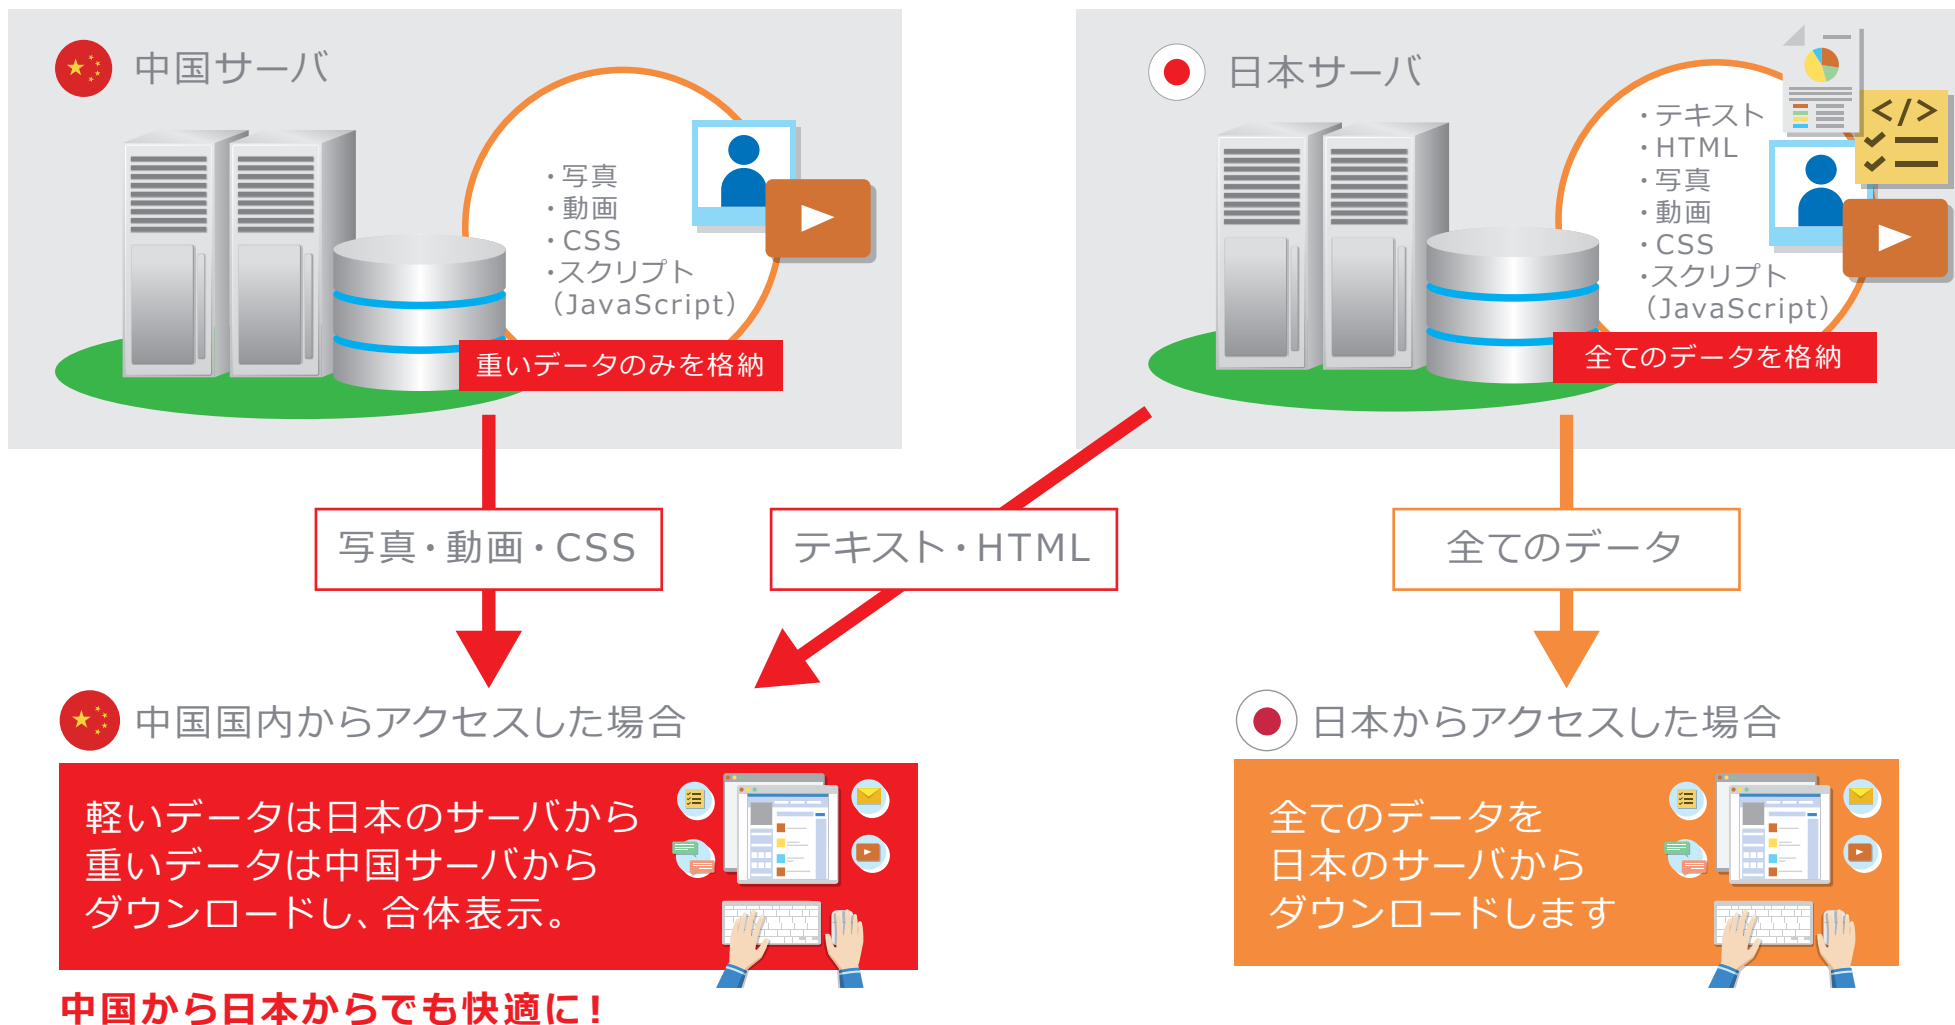 中国サーバ
・写真
・動画
・CSS
・スクリプト
（JavaScript）
重いデータのみを格納
日本サーバ
・テキスト
・HTML
・写真
・動画
・CSS
・スクリプト
（JavaScript）
</>
全てのデータを格納
写真・動画・CSS
テキスト・HTML
全てのデータ
中国国内からアクセスした場合
軽いデータは日本のサーバから
重いデータは中国サーバから
ダウンロードし、合体表示。
中国から日本からでも快適に！
日本からアクセスした場合
全てのデータを
日本のサーバから
ダウンロードします